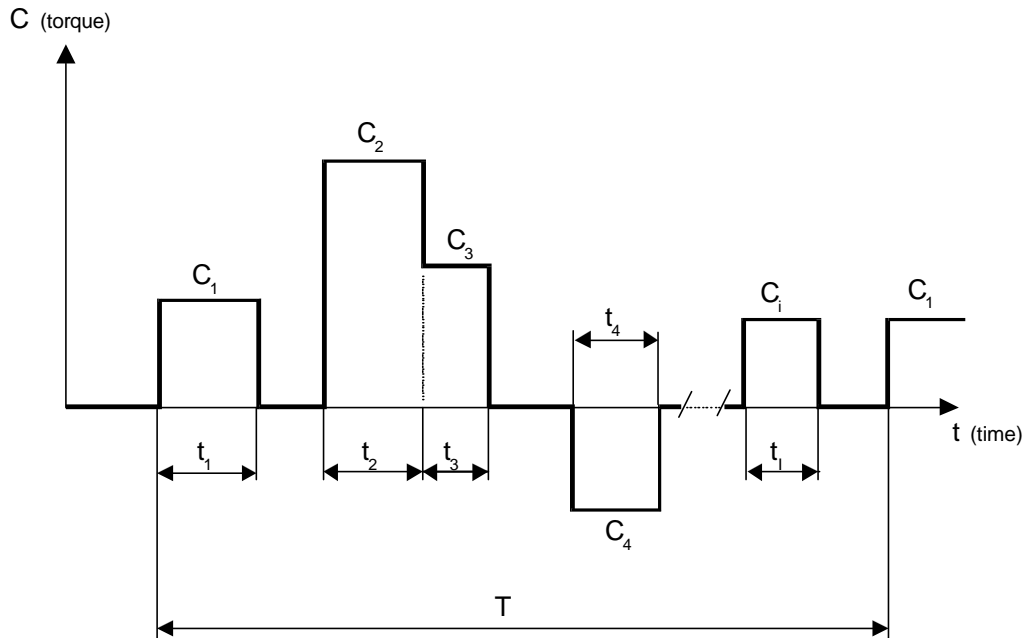 C (torque)
C₂
C₃
C₁
Cᵢ
C₁
t₄
t (time)
t₁
t₂
t₃
tₗ
C₄
T